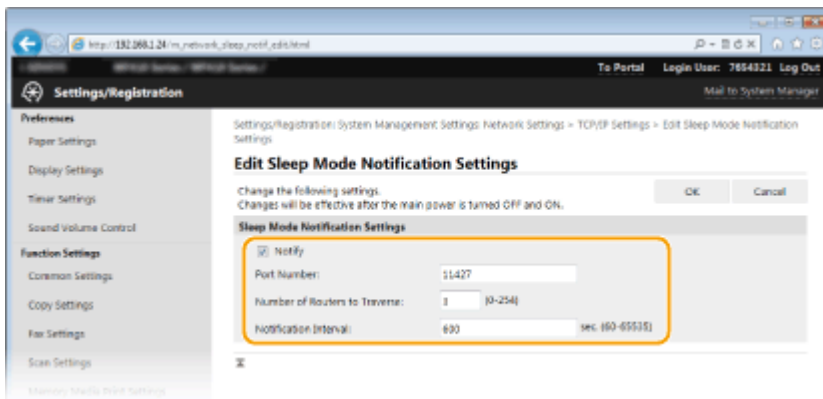 http://192.168.1.24/m_network_sleep_notif_edit.html
To Portal Login User: 7654321 Log Out
Settings/Registration
Mail to System Manager
Preferences
Paper Settings
Display Settings
Timer Settings
Sound Volume Control
Function Settings
Common Settings
Copy Settings
Fax Settings
Scan Settings
Memory Media Print Settings
Settings/Registration: System Management Settings: Network Settings > TCP/IP Settings > Edit Sleep Mode Notification
Settings
Edit Sleep Mode Notification Settings
Change the following settings.
Changes will be effective after the main power is turned OFF and ON.
OK Cancel
Sleep Mode Notification Settings
Notify
Port Number: 11427
Number of Routers to Traverse: 3 (0-254)
Notification Interval: 600 sec. (60-65535)